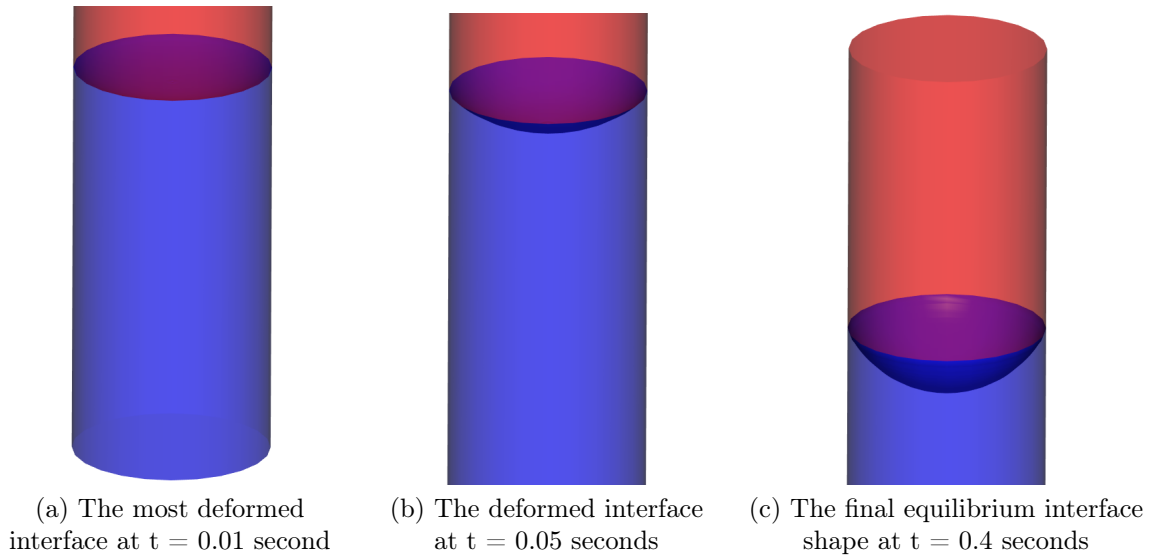 (a) The most deformed
interface at t = 0.01 second
(b) The deformed interface
at t = 0.05 seconds
(c) The final equilibrium interface
shape at t = 0.4 seconds